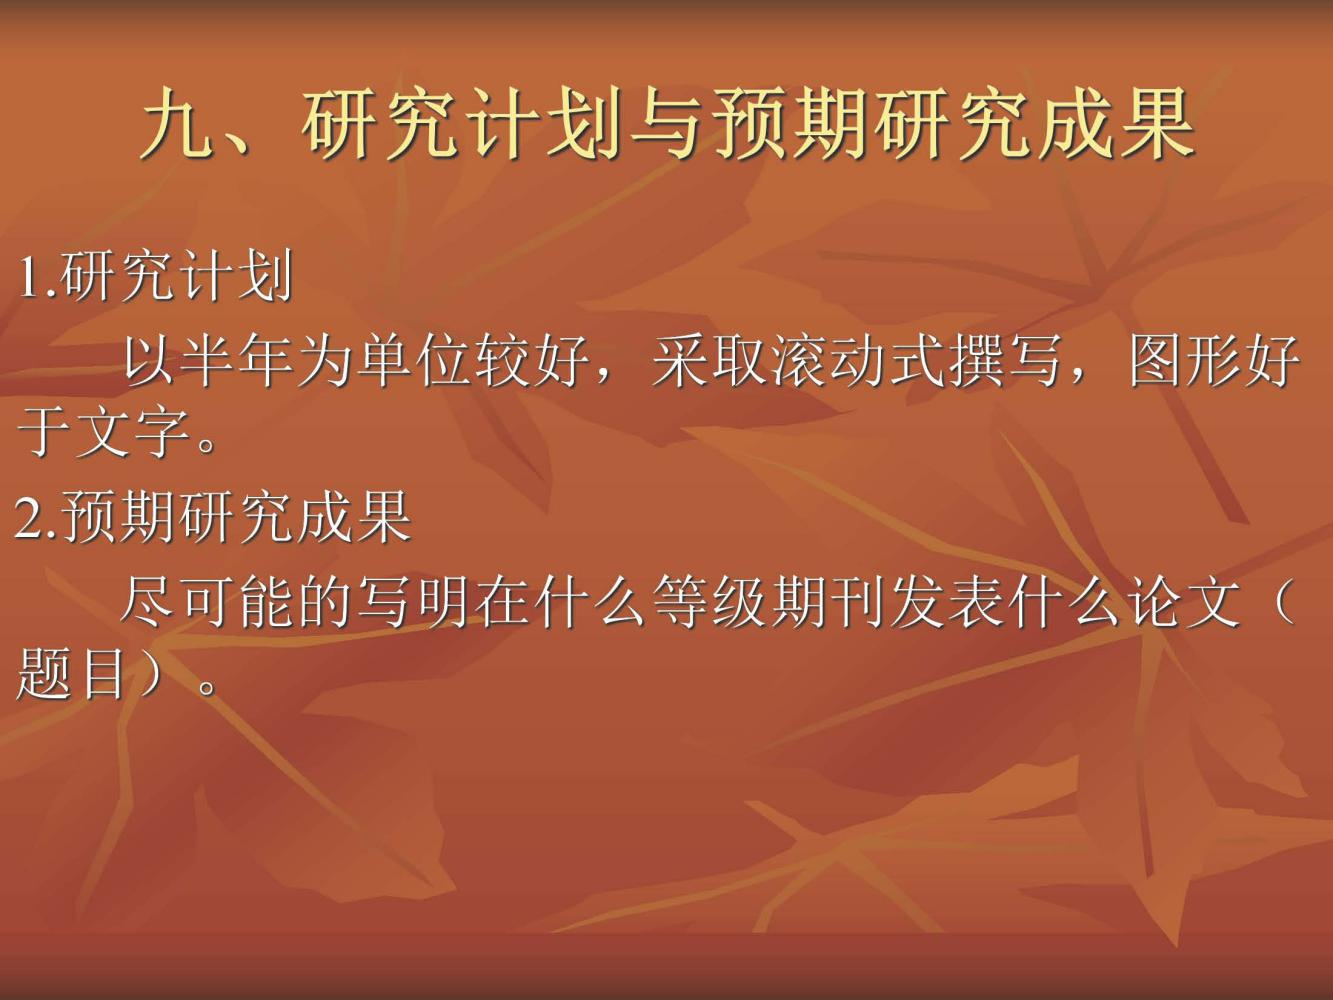 九、研究计划与预期研究成果
1.研究计划
以半年为单位较好，采取滚动式撰写，图形好
于文字。
2.预期研究成果
尽可能的写明在什么等级期刊发表什么论文（
题目）。